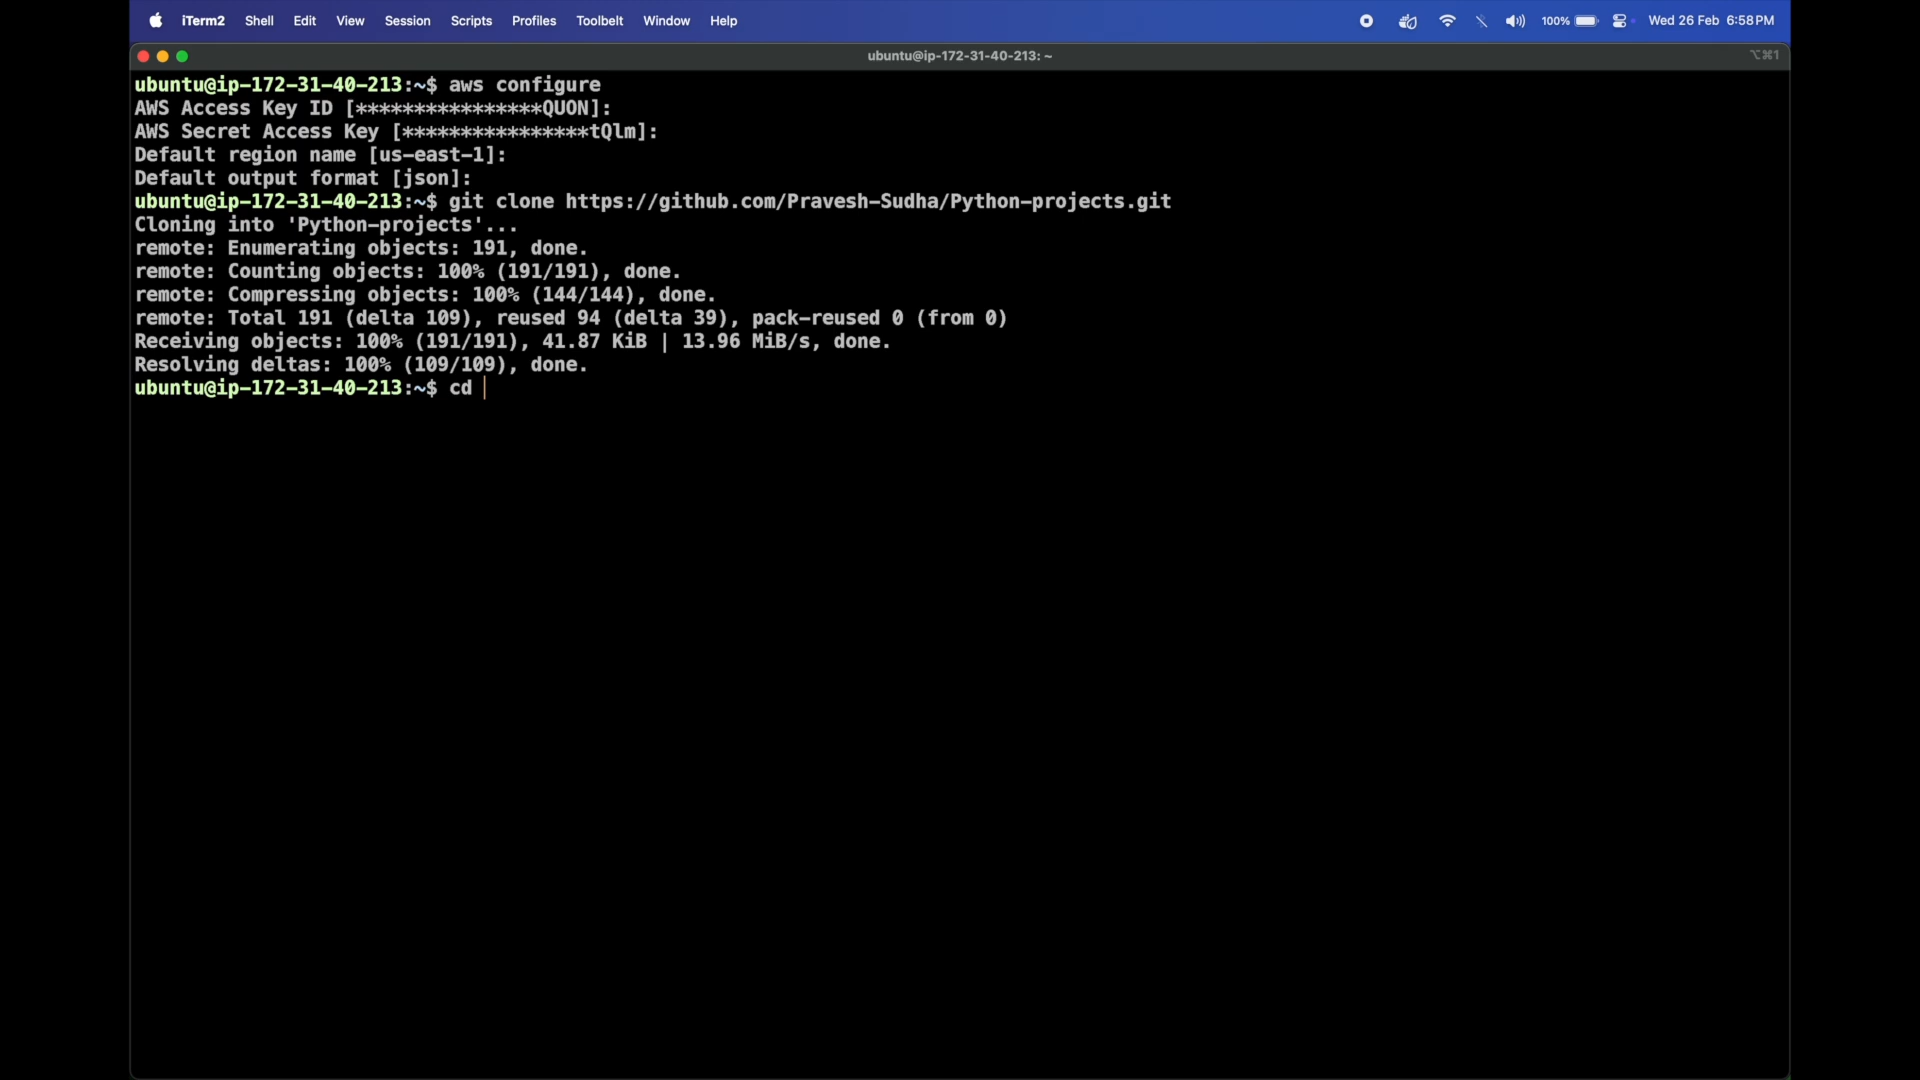 iTerm2 Shell Edit View Session Scripts Profiles Toolbelt Window Help 100% Wed 26 Feb 6:58PM
ubuntu@ip-172-31-40-213: ~ ⌥⌘1
ubuntu@ip-172-31-40-213:~$ aws configure
AWS Access Key ID [****************QUON]:
AWS Secret Access Key [****************tQlm]:
Default region name [us-east-1]:
Default output format [json]:
ubuntu@ip-172-31-40-213:~$ git clone https://github.com/Pravesh-Sudha/Python-projects.git
Cloning into 'Python-projects'...
remote: Enumerating objects: 191, done.
remote: Counting objects: 100% (191/191), done.
remote: Compressing objects: 100% (144/144), done.
remote: Total 191 (delta 109), reused 94 (delta 39), pack-reused 0 (from 0)
Receiving objects: 100% (191/191), 41.87 KiB | 13.96 MiB/s, done.
Resolving deltas: 100% (109/109), done.
ubuntu@ip-172-31-40-213:~$ cd